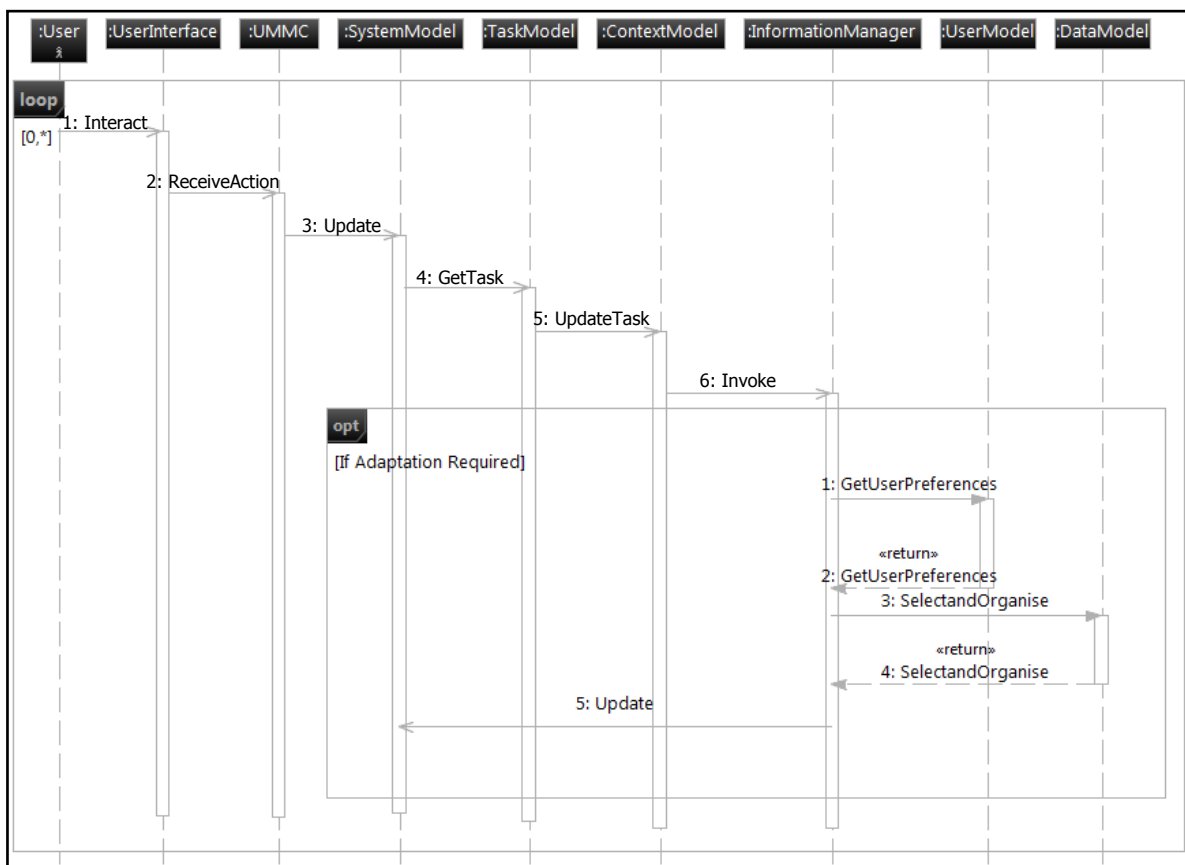 :User
:UserInterface
:UMMC
:SystemModel
:TaskModel
:ContextModel
:InformationManager
:UserModel
:DataModel
loop
[0,*]
1: Interact
2: ReceiveAction
3: Update
4: GetTask
5: UpdateTask
6: Invoke
opt
[If Adaptation Required]
1: GetUserPreferences
«return»
2: GetUserPreferences
3: SelectandOrganise
«return»
4: SelectandOrganise
5: Update